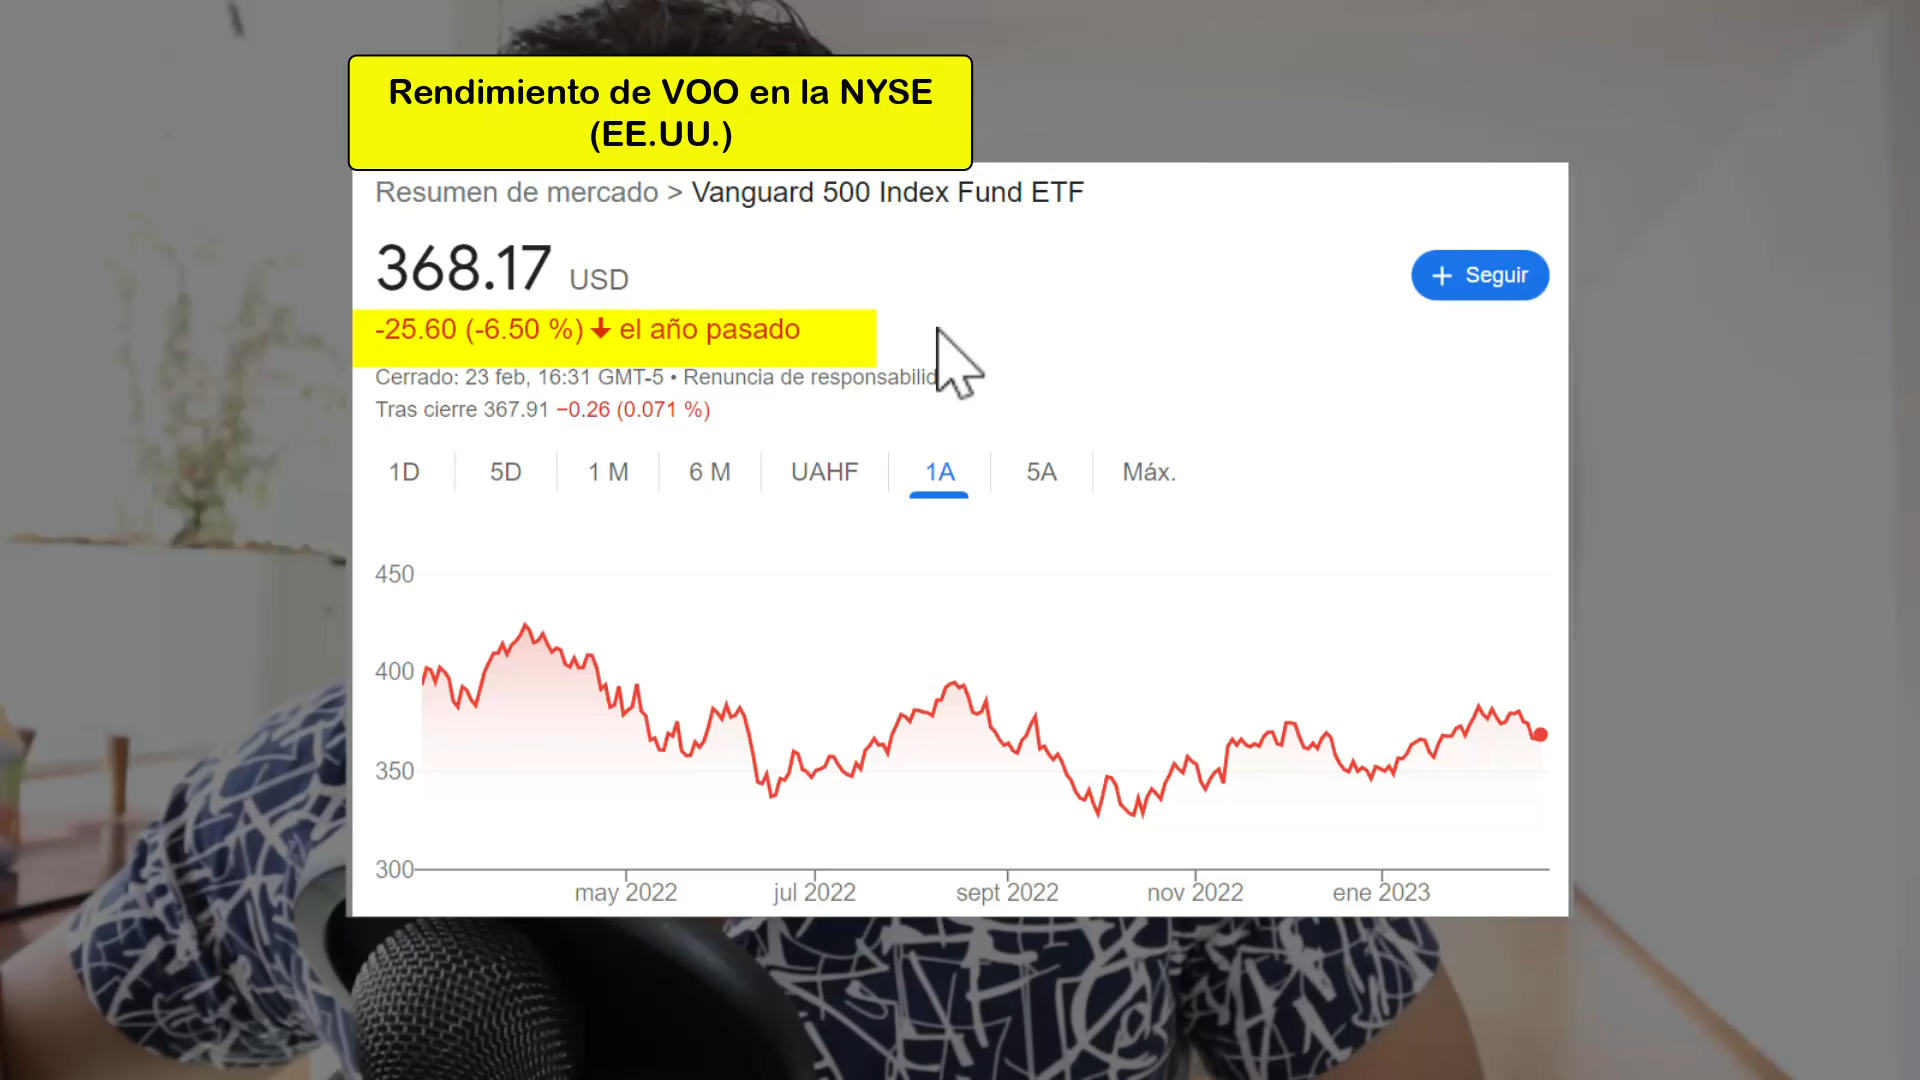 Rendimiento de VOO en la NYSE
(EE.UU.)
Resumen de mercado > Vanguard 500 Index Fund ETF
368.17 USD
+ Seguir
-25.60 (-6.50 %) ↓ el año pasado
Cerrado: 23 feb, 16:31 GMT-5 • Renuncia de responsabilid
Tras cierre 367.91 −0.26 (0.071 %)
1D 5D 1 M 6 M UAHF 1A 5A Máx.
450
400
350
300
may 2022 jul 2022 sept 2022 nov 2022 ene 2023